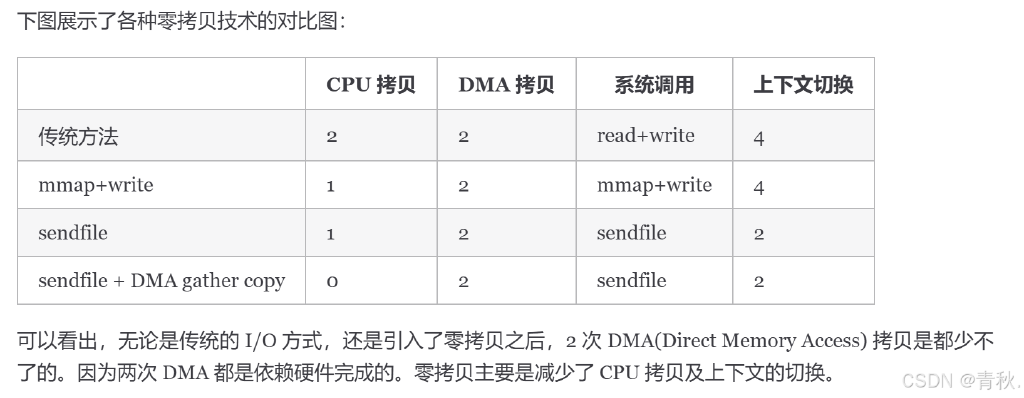 下图展示了各种零拷贝技术的对比图：
CPU 拷贝 DMA 拷贝 系统调用 上下文切换
传统方法 2 2 read+write 4
mmap+write 1 2 mmap+write 4
sendfile 1 2 sendfile 2
sendfile + DMA gather copy 0 2 sendfile 2
可以看出，无论是传统的 I/O 方式，还是引入了零拷贝之后，2 次 DMA(Direct Memory Access) 拷贝是都少不
了的。因为两次 DMA 都是依赖硬件完成的。零拷贝主要是减少了 CPU 拷贝及上下文的切换。
CSDN @青秋.